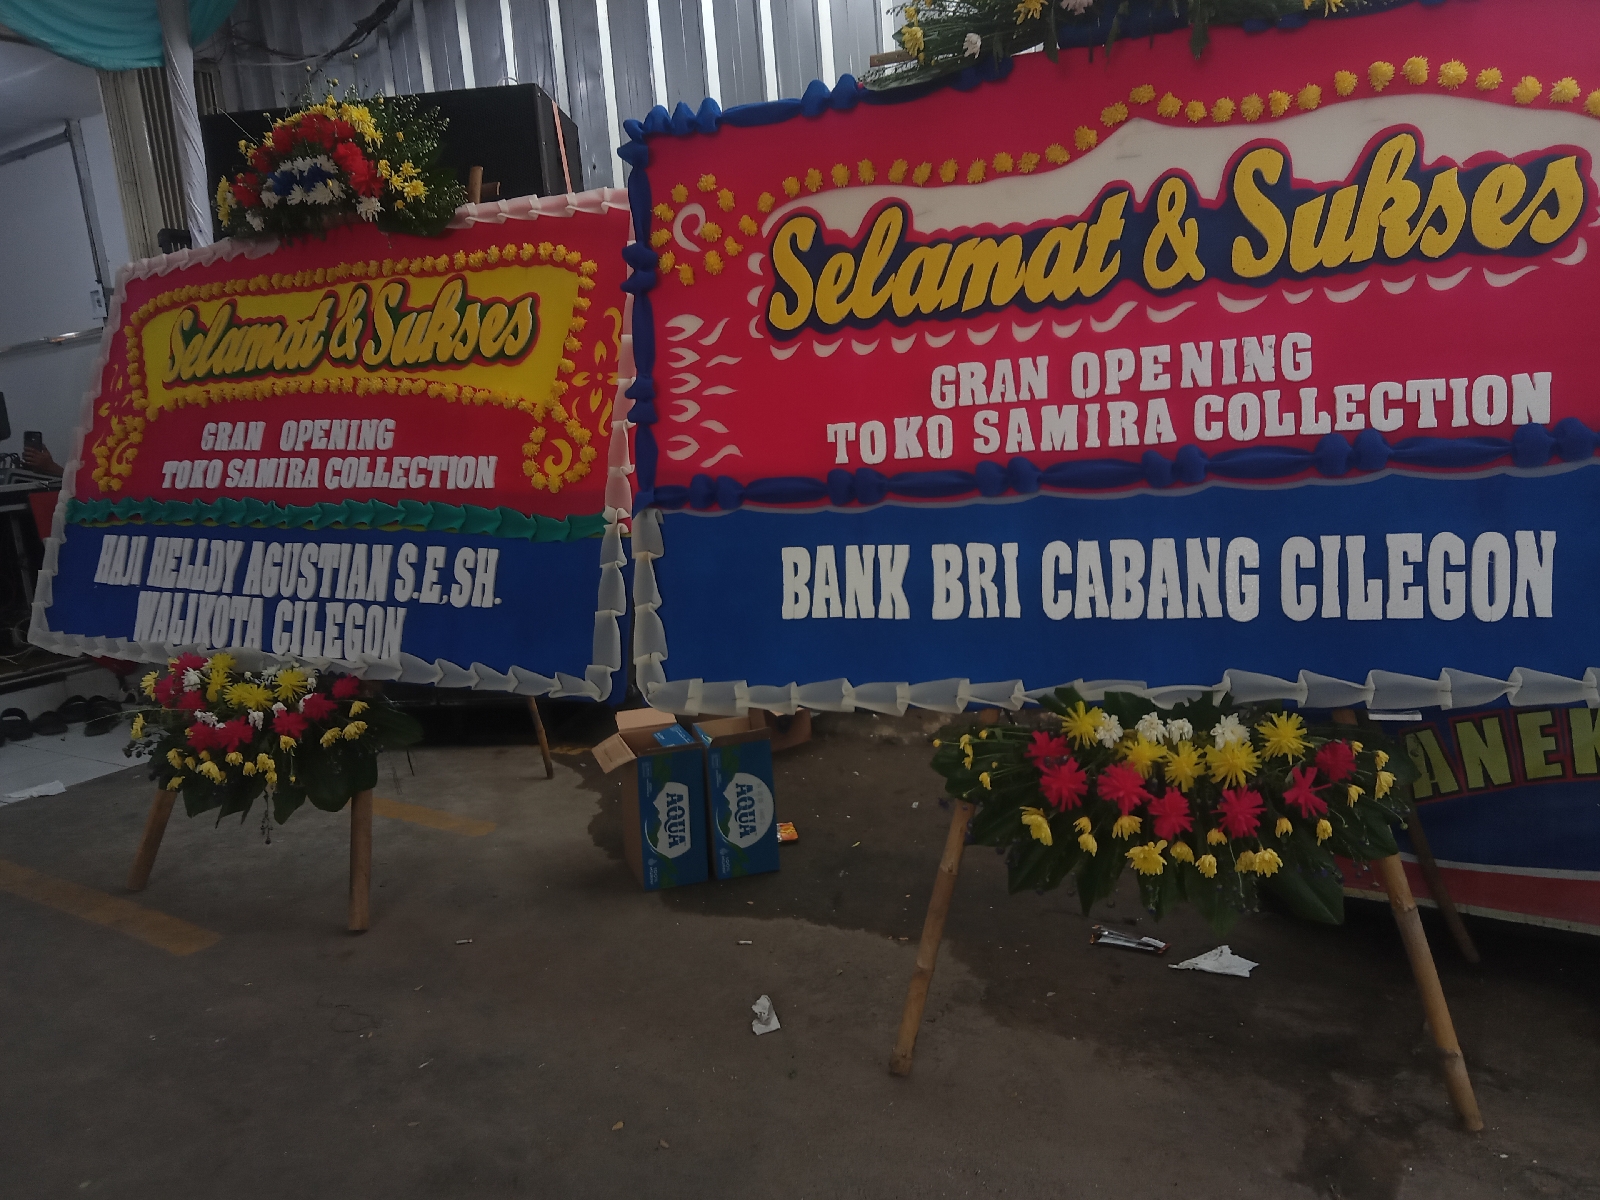 Selamat & Sukses
GRAN OPENING
TOKO SAMIRA COLLECTION
HAJI HELLDY AGUSTIAN S.E,SH.
WALIKOTA CILEGON
Selamat & Sukses
GRAN OPENING
TOKO SAMIRA COLLECTION
BANK BRI CABANG CILEGON
AQUA
AQUA